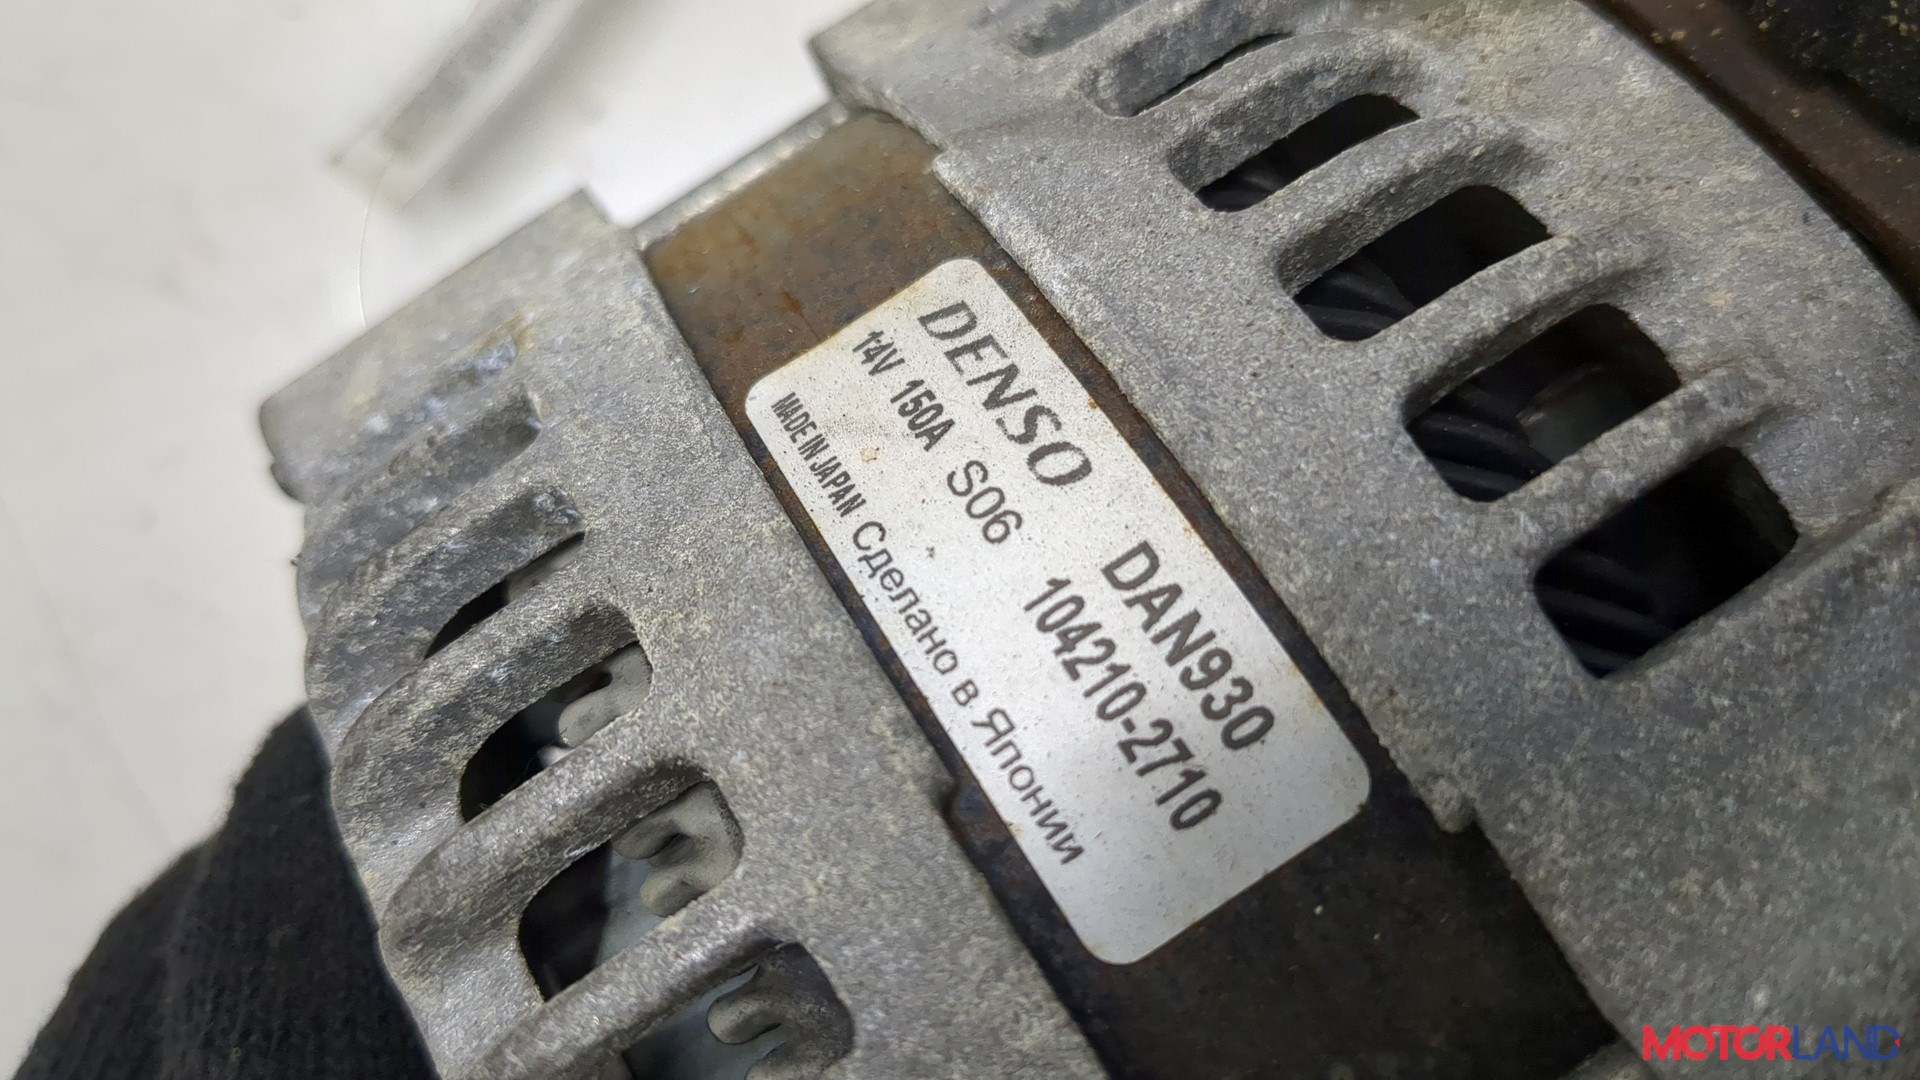 DENSO DAN930
14V 150A S06 104210-2710
MADE IN JAPAN Сделано в Японии
MOTORLAND